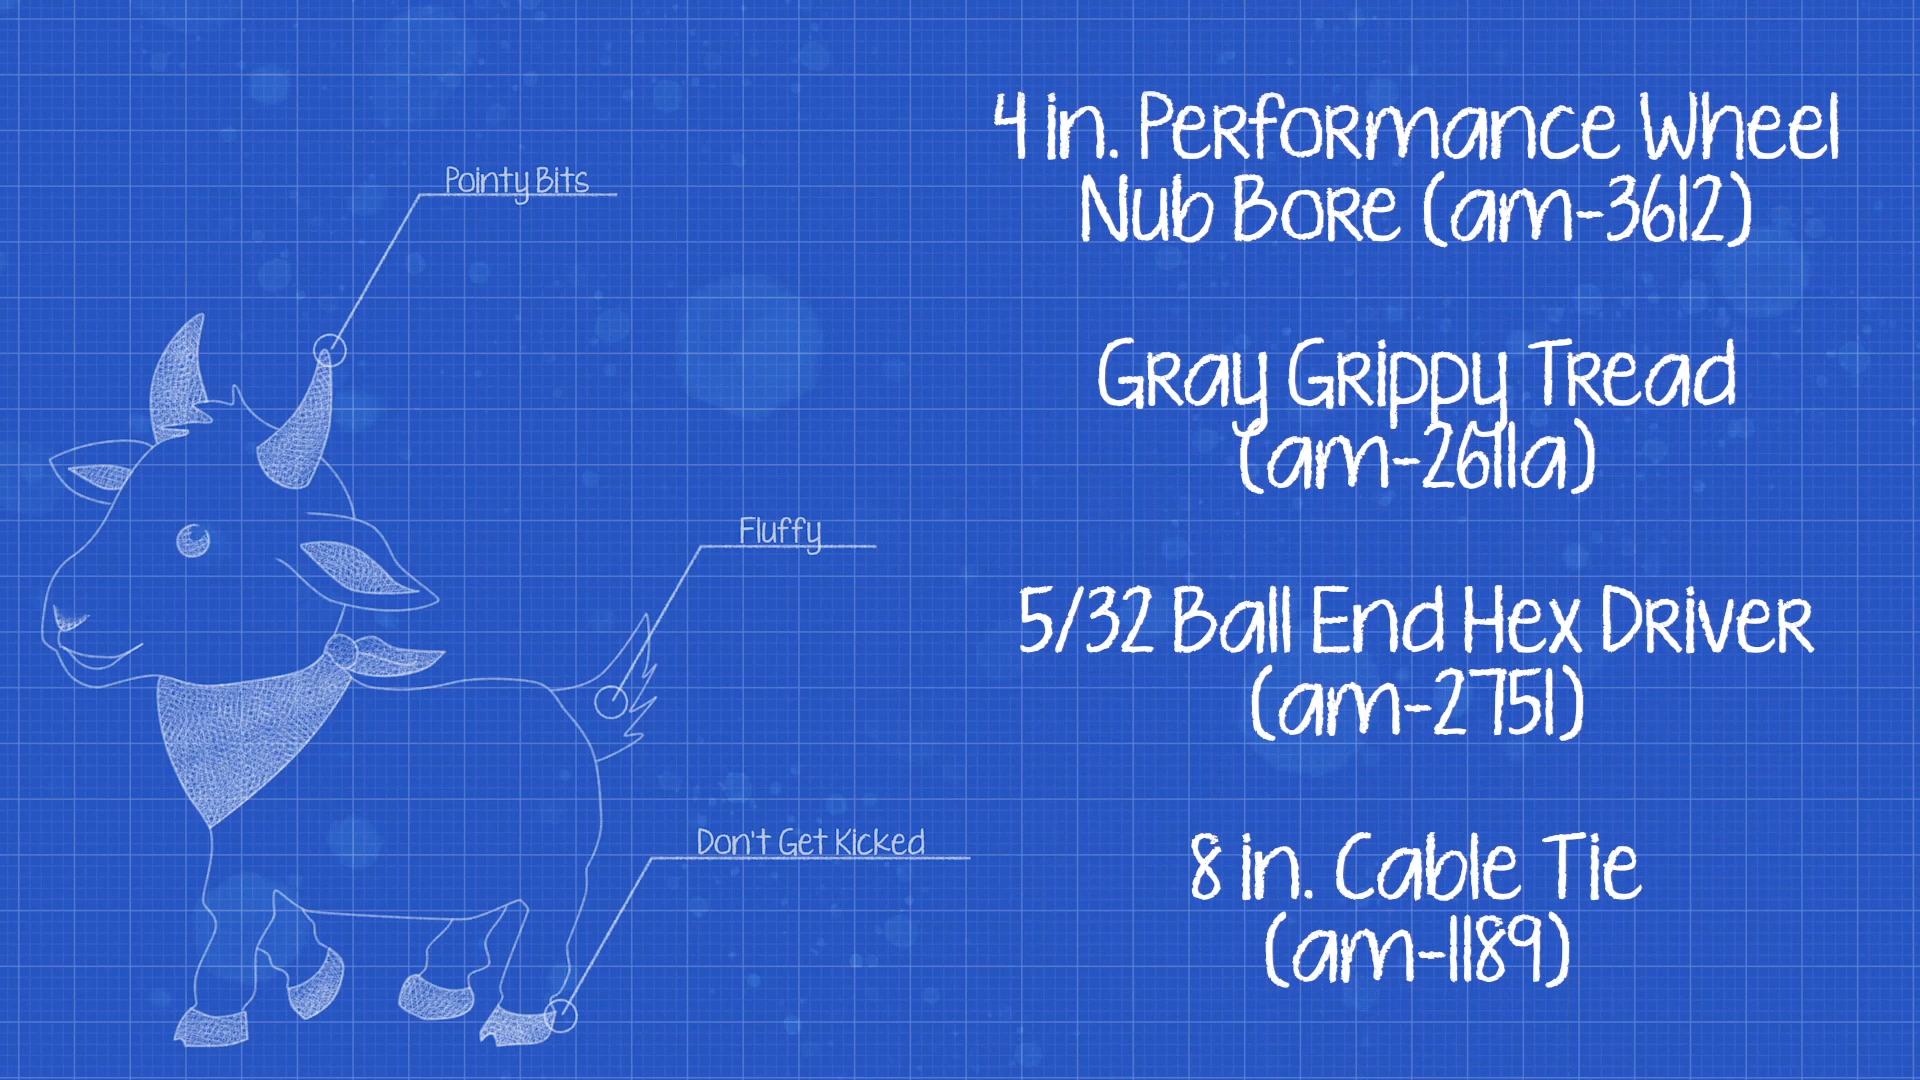 Pointy Bits
Fluffy
Don't Get Kicked
4 in. Performance Wheel
Nub Bore (am-3612)
Gray Grippy Tread
(am-2611a)
5/32 Ball End Hex Driver
(am-2751)
8 in. Cable Tie
(am-1189)